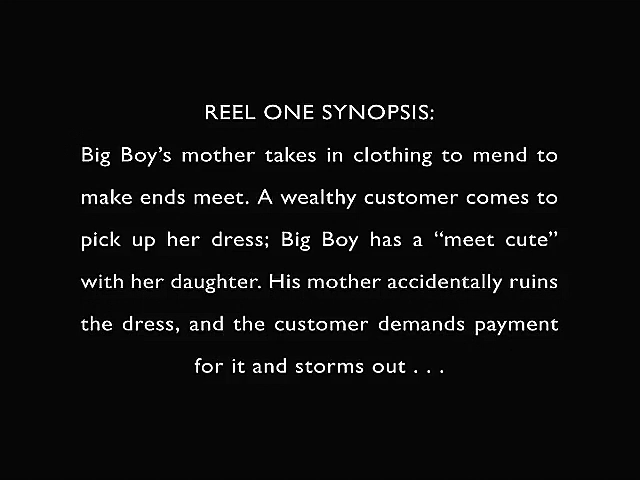 REEL ONE SYNOPSIS:
Big Boy’s mother takes in clothing to mend to
make ends meet. A wealthy customer comes to
pick up her dress; Big Boy has a “meet cute”
with her daughter. His mother accidentally ruins
the dress, and the customer demands payment
for it and storms out . . .